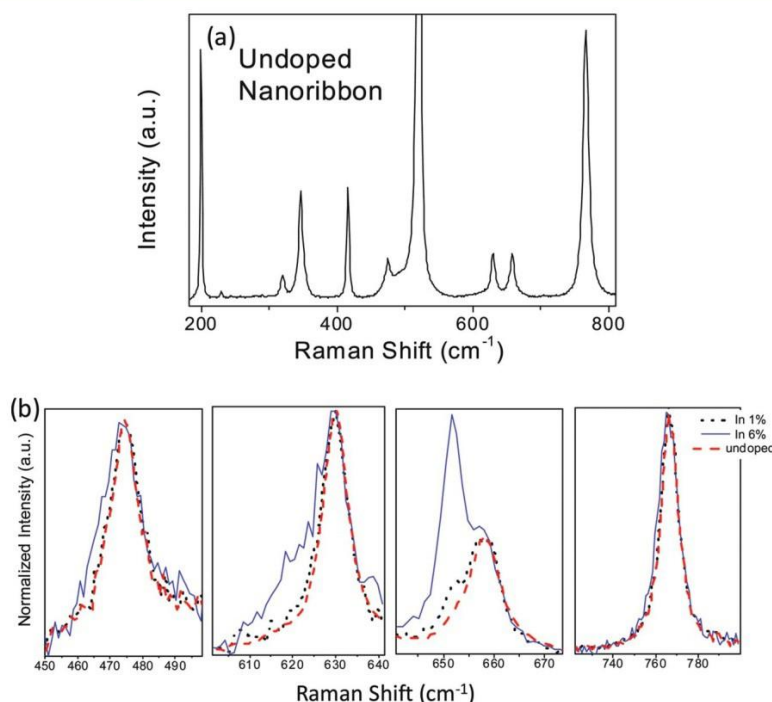 (a)
Undoped
Nanoribbon
Intensity (a.u.)
200 400 600 800
Raman Shift (cm-1)
(b)
In 1%
In 6%
undoped
Normalized Intensity (a.u.)
450 460 470 480 490 610 620 630 640 650 660 670 740 760 780
Raman Shift (cm-1)